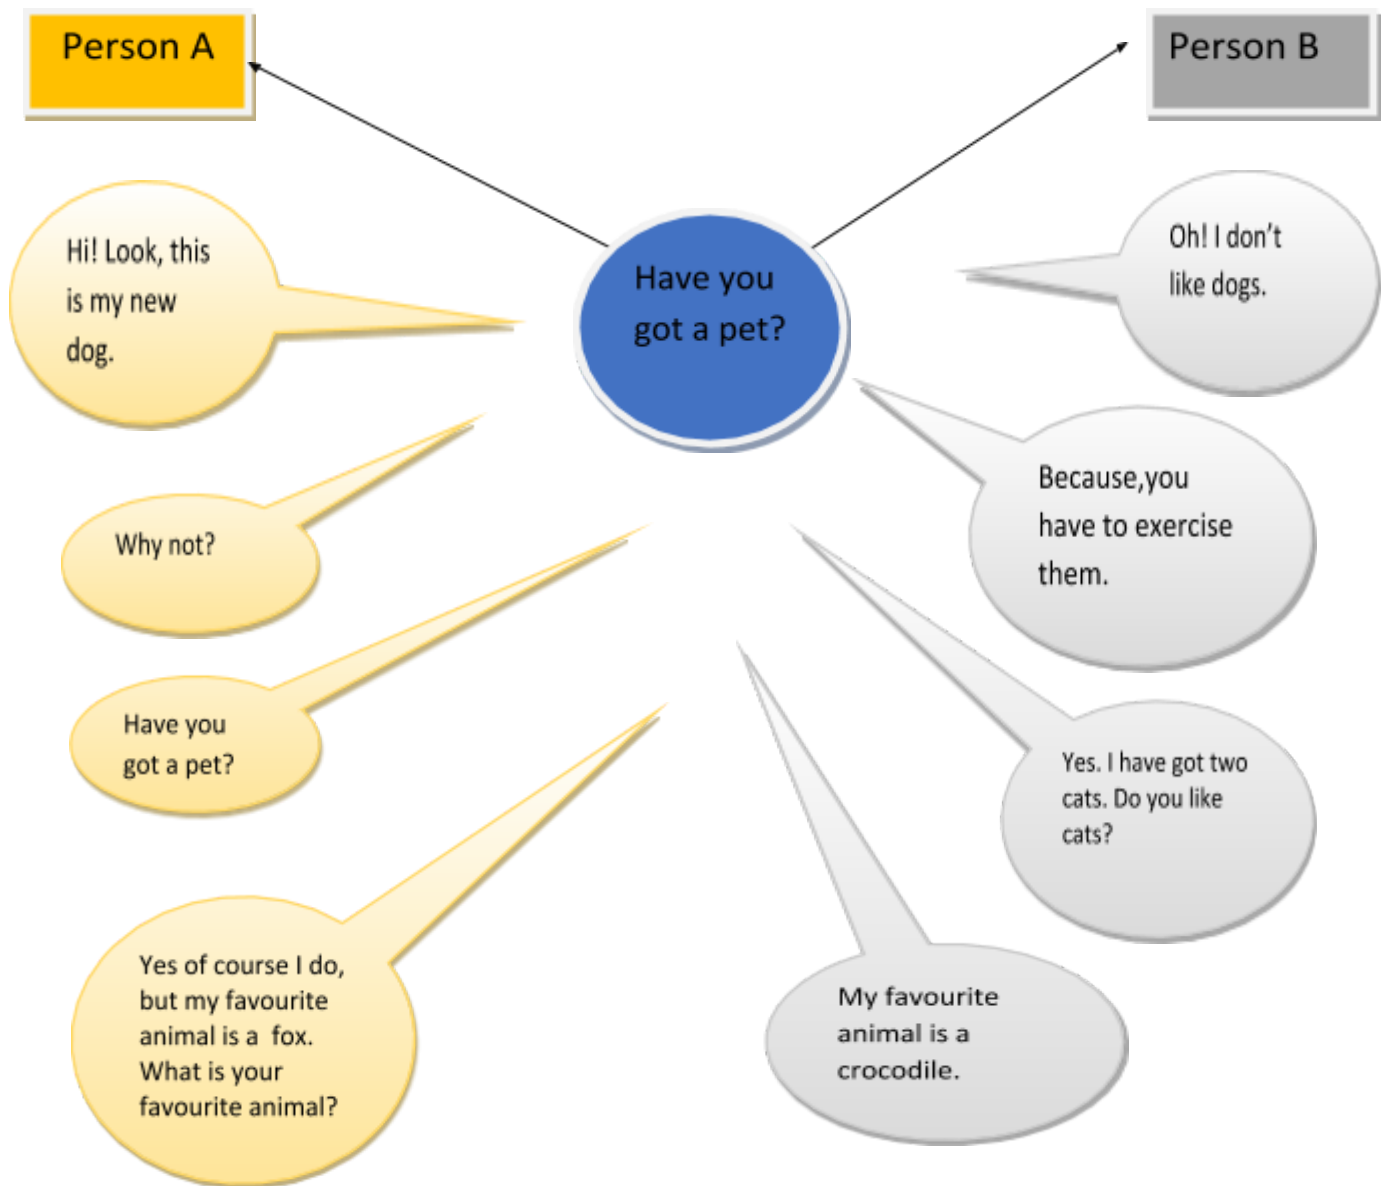 Person A
Person B
Have you
got a pet?
Hi! Look, this
is my new
dog.
Oh! I don’t
like dogs.
Why not?
Because,you
have to exercise
them.
Have you
got a pet?
Yes. I have got two
cats. Do you like
cats?
Yes of course I do,
but my favourite
animal is a  fox.
What is your
favourite animal?
My favourite
animal is a
crocodile.